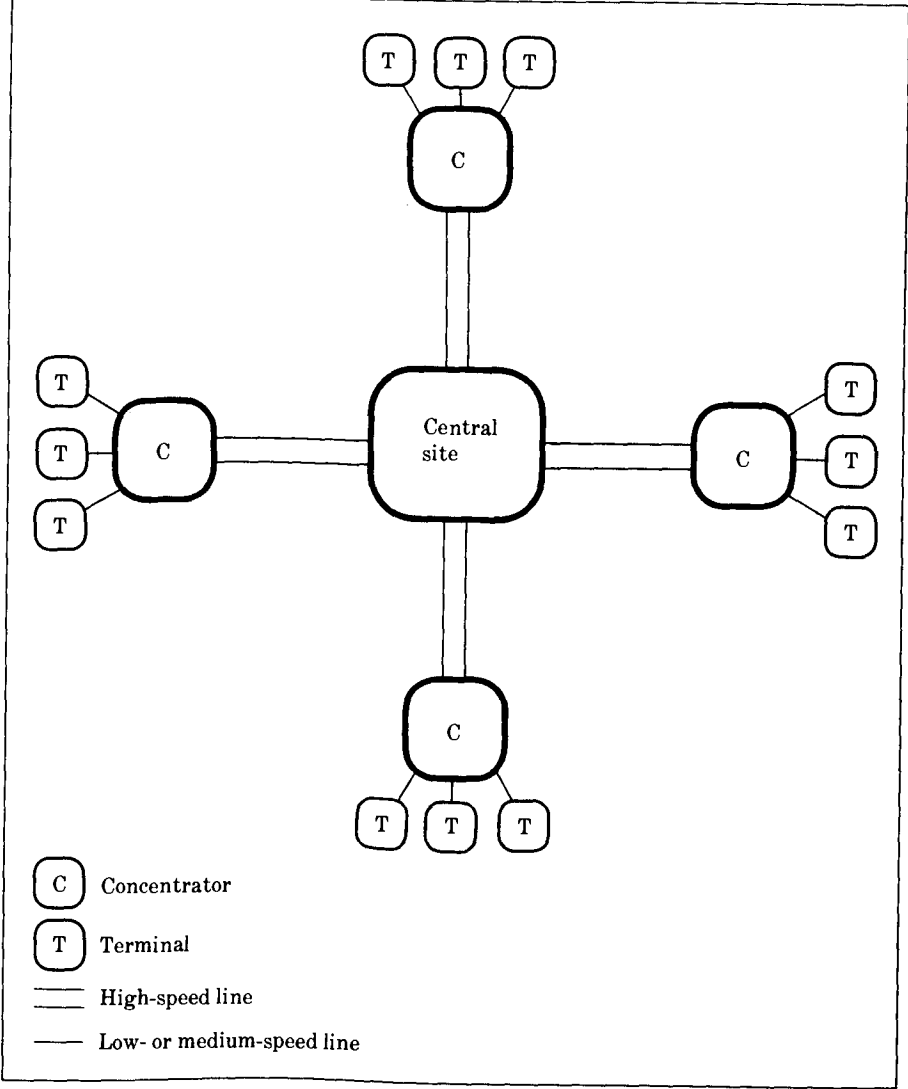 T T T
C
T
T
T
C
Central
site
C
T
T
T
C
T T T
C Concentrator
T Terminal
High-speed line
Low- or medium-speed line